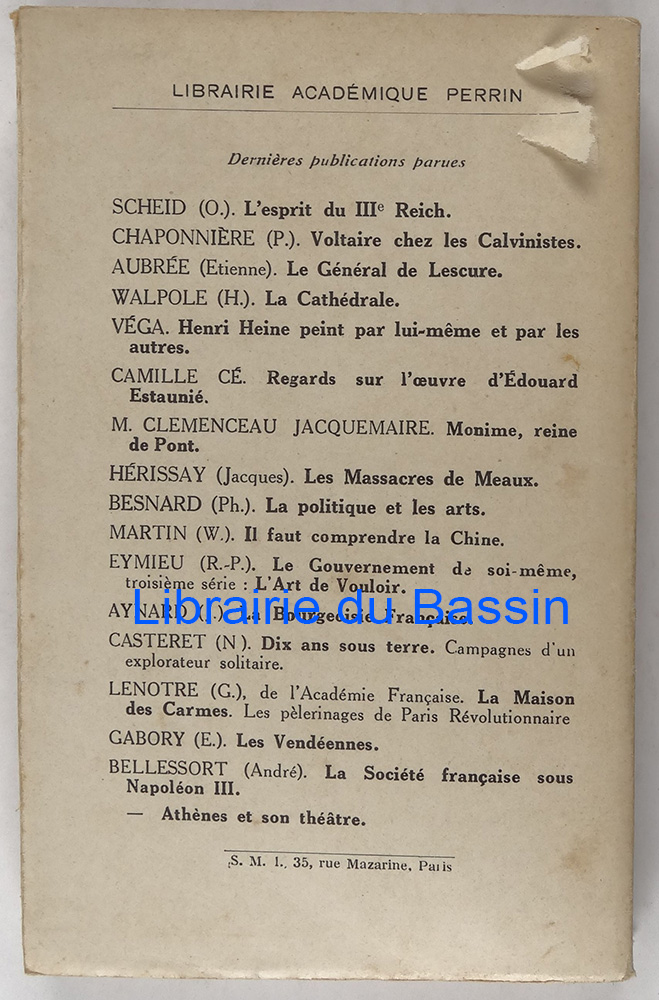 LIBRAIRIE ACADÉMIQUE PERRIN
Dernières publications parues
SCHEID (O.). L'esprit du IIIe Reich.
CHAPONNIÈRE (P.). Voltaire chez les Calvinistes.
AUBRÉE (Etienne). Le Général de Lescure.
WALPOLE (H.). La Cathédrale.
VÉGA. Henri Heine peint par lui-même et par les
autres.
CAMILLE CÉ. Regards sur l'œuvre d'Édouard
Estaunié.
M. CLEMENCEAU JACQUEMAIRE. Monime, reine
de Pont.
HÉRISSAY (Jacques). Les Massacres de Meaux.
BESNARD (Ph.). La politique et les arts.
MARTIN (W.). Il faut comprendre la Chine.
EYMIEU (R.-P.). Le Gouvernement de soi-même,
troisième série : L'Art de Vouloir.
Librairie du Bassin
AYNARD (J.). La Bourgeoisie Française.
CASTERET (N). Dix ans sous terre. Campagnes d'un
explorateur solitaire.
LENOTRE (G.), de l'Académie Française. La Maison
des Carmes. Les pèlerinages de Paris Révolutionnaire
GABORY (E.). Les Vendéennes.
BELLESSORT (André). La Société française sous
Napoléon III.
— Athènes et son théâtre.
S. M. I., 35, rue Mazarine, Paris